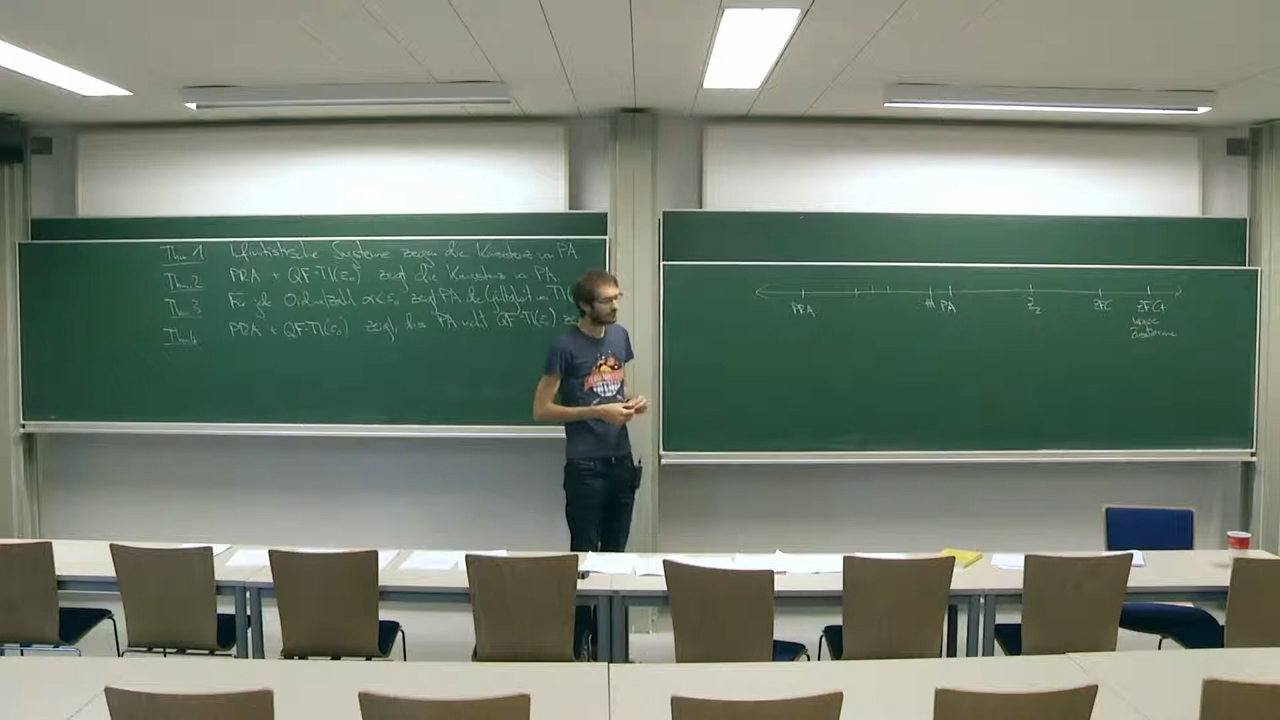 Thm 1 Infinitistische Systeme zeigen die Konsistenz von PA
Thm 2 PRA + QF-TI(ε₀) zeigt die Konsistenz von PA.
Thm 3 Für jede Ordinalzahl α<ε₀ zeigt PA die Gültigkeit von TI
Thm 4 PRA + QF-TI(ε₀) zeigt, dass PA nicht QF-TI(ε₀)
PRA PA Z₂ ZFC ZFC+